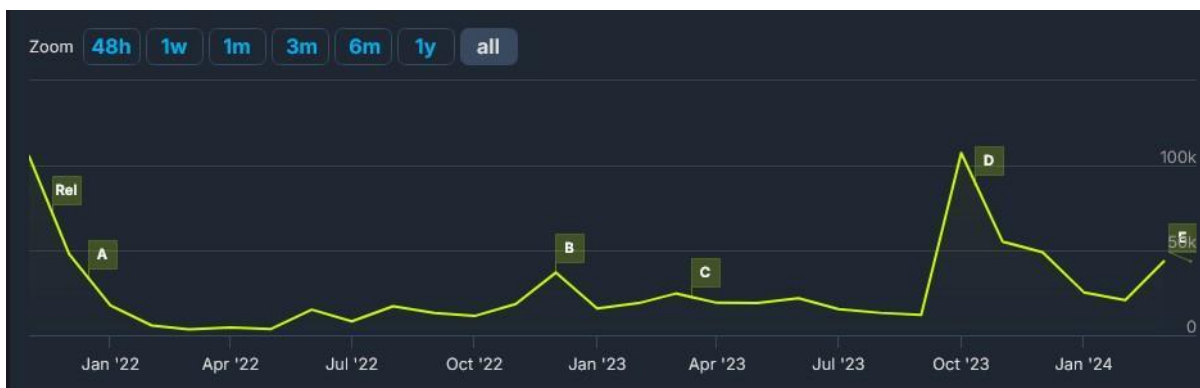 Zoom 48h 1w 1m 3m 6m 1y all
100k
D
Rel
B
A
E
50k
C
0
Jan '22 Apr '22 Jul '22 Oct '22 Jan '23 Apr '23 Jul '23 Oct '23 Jan '24